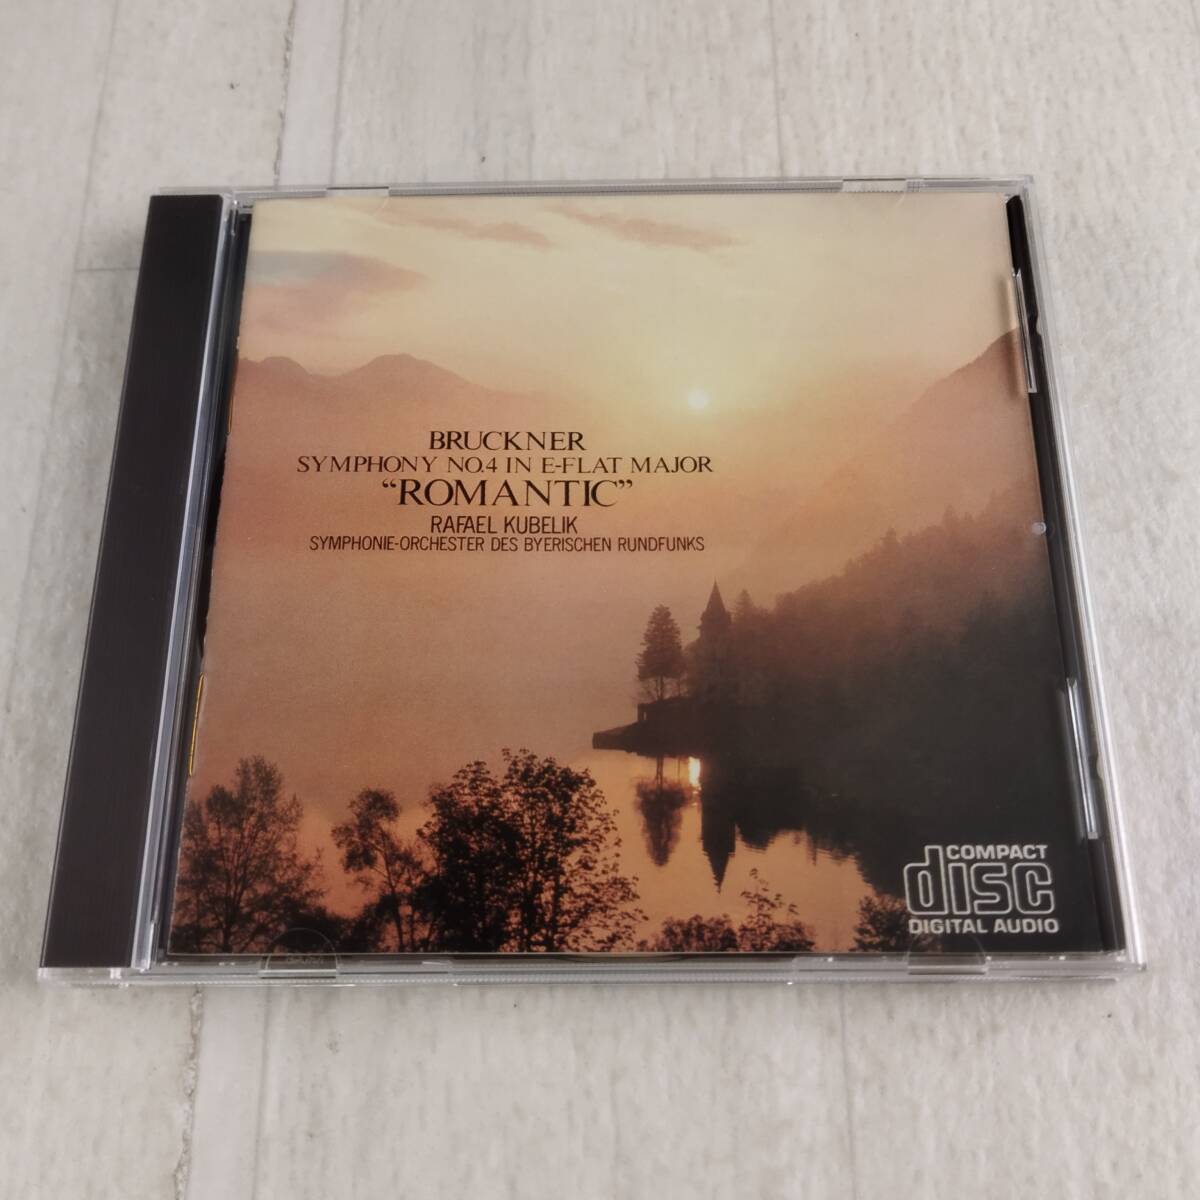 BRUCKNER
SYMPHONY NO.4 IN E-FLAT MAJOR
“ROMANTIC”
RAFAEL KUBELIK
SYMPHONIE-ORCHESTER DES BYERISCHEN RUNDFUNKS
COMPACT
disc
DIGITAL AUDIO